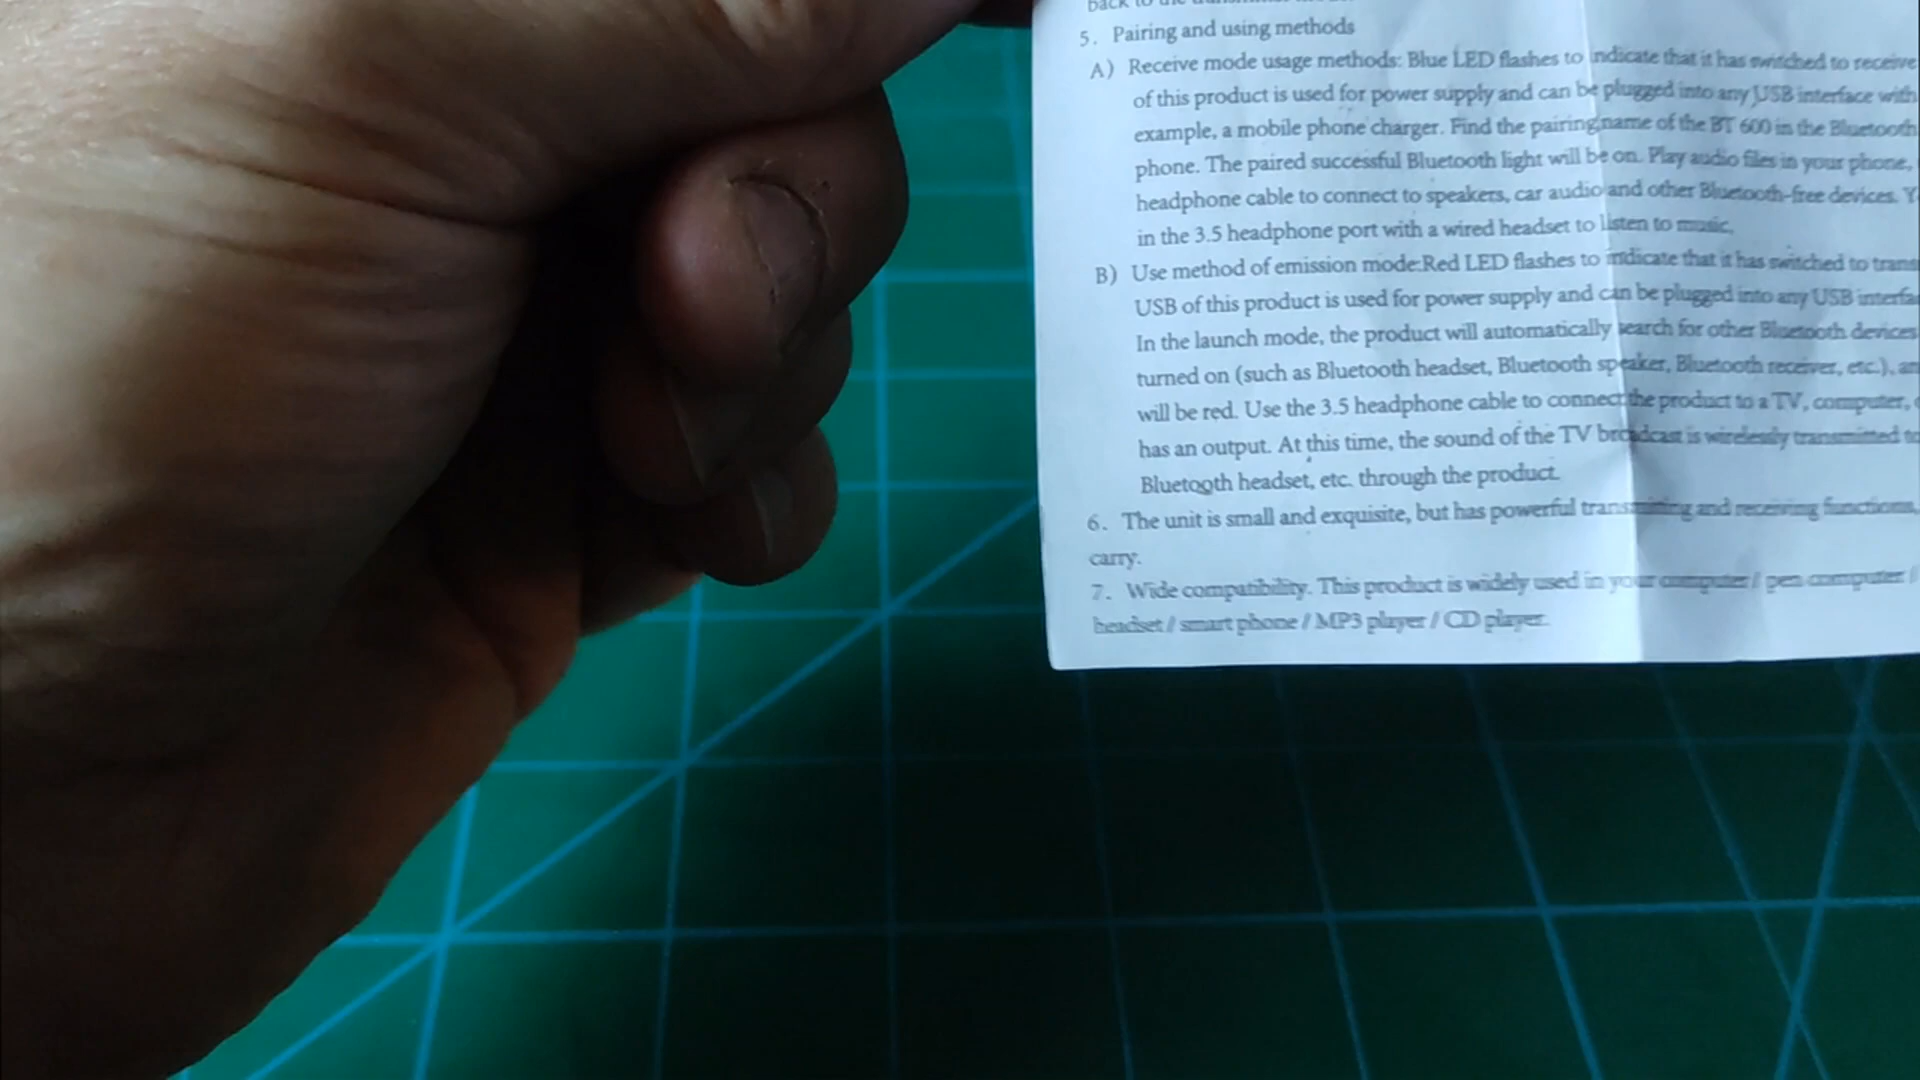 back to the
5. Pairing and using methods
A) Receive mode usage methods: Blue LED flashes to indicate that it has switched to receive
of this product is used for power supply and can be plugged into any USB interface with
example, a mobile phone charger. Find the pairing name of the BT 600 in the Bluetooth
phone. The paired successful Bluetooth light will be on. Play audio files in your phone,
headphone cable to connect to speakers, car audio and other Bluetooth-free devices. Y
in the 3.5 headphone port with a wired headset to listen to music.
B) Use method of emission mode:Red LED flashes to indicate that it has switched to trans
USB of this product is used for power supply and can be plugged into any USB interfa
In the launch mode, the product will automatically search for other Bluetooth devices
turned on (such as Bluetooth headset, Bluetooth speaker, Bluetooth receiver, etc.), an
will be red. Use the 3.5 headphone cable to connect the product to a TV, computer,
has an output. At this time, the sound of the TV broadcast is wirelessly transmitted to
Bluetooth headset, etc. through the product.
6. The unit is small and exquisite, but has powerful transmitting and receiving functions,
carry.
7. Wide compatibility. This product is widely used in your computer / pen computer /
headset / smart phone / MP3 player / CD player.